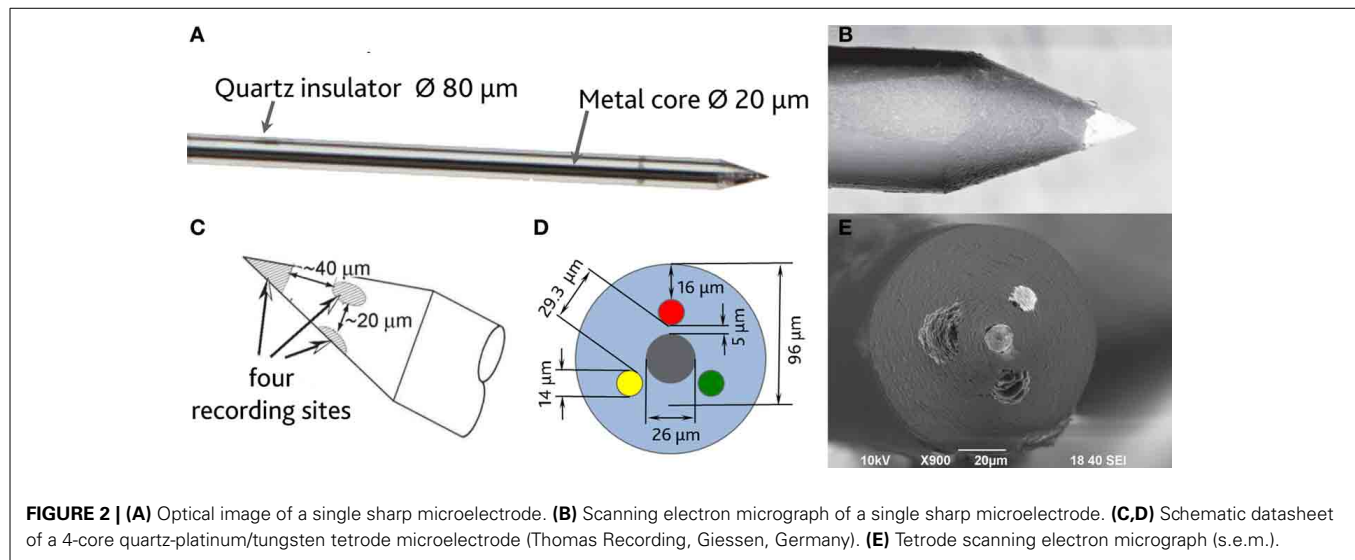 A
Quartz insulator Ø 80 µm
Metal core Ø 20 µm
B
C
~40 µm
~20 µm
four
recording sites
D
29.3 µm
16 µm
5 µm
96 µm
14 µm
26 µm
E
10kV X900 20µm 18 40 SEI
FIGURE 2 | (A) Optical image of a single sharp microelectrode. (B) Scanning electron micrograph of a single sharp microelectrode. (C,D) Schematic datasheet
of a 4-core quartz-platinum/tungsten tetrode microelectrode (Thomas Recording, Giessen, Germany). (E) Tetrode scanning electron micrograph (s.e.m.).